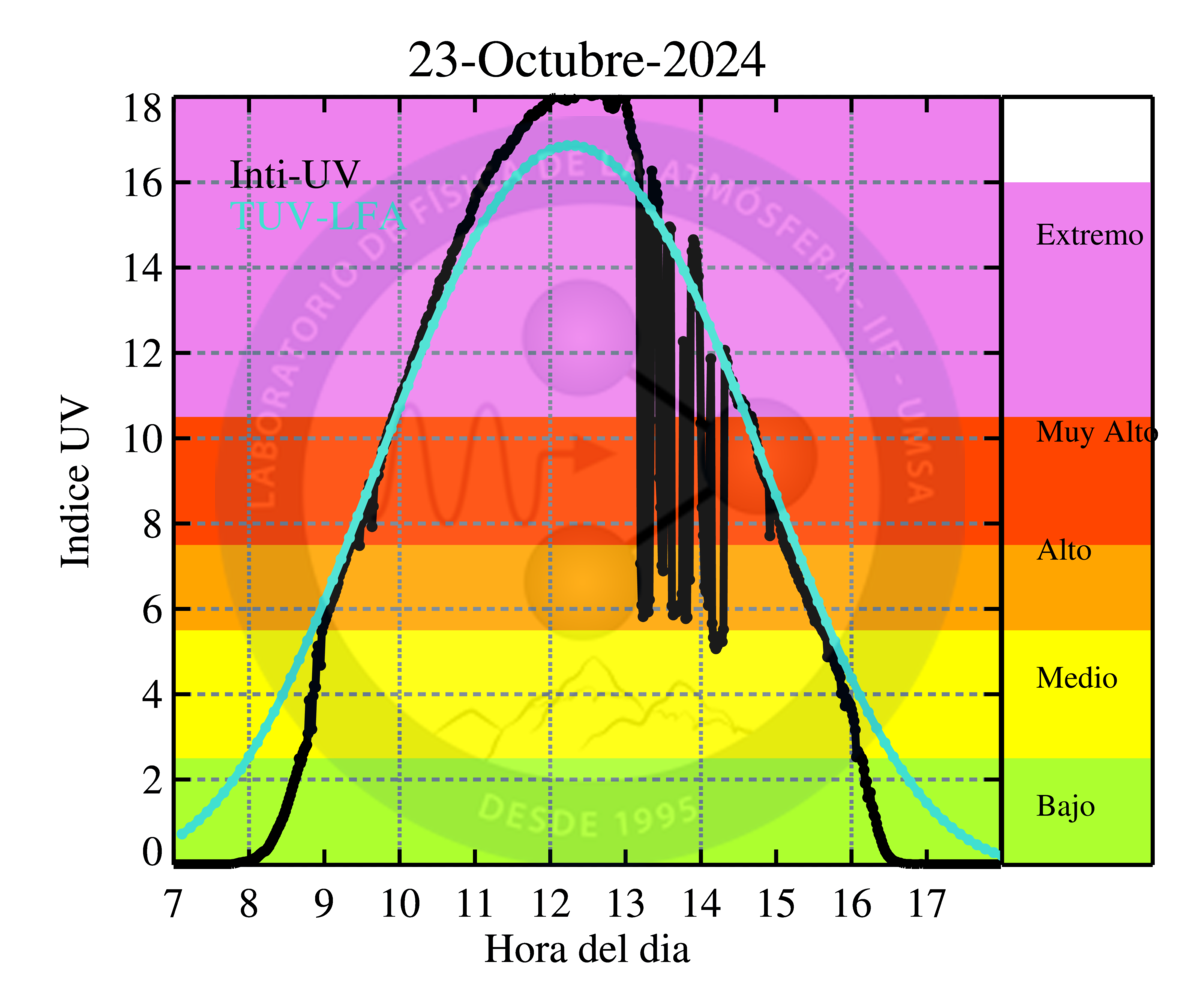 23-Octubre-2024
Indice UV
18
16
14
12
10
8
6
4
2
0
Inti-UV
TUV-LFA
LABORATORIO DE FÍSICA DE LA ATMÓSFERA - IIF - UMSA
DESDE 1995
Extremo
Muy Alto
Alto
Medio
Bajo
7 8 9 10 11 12 13 14 15 16 17
Hora del dia